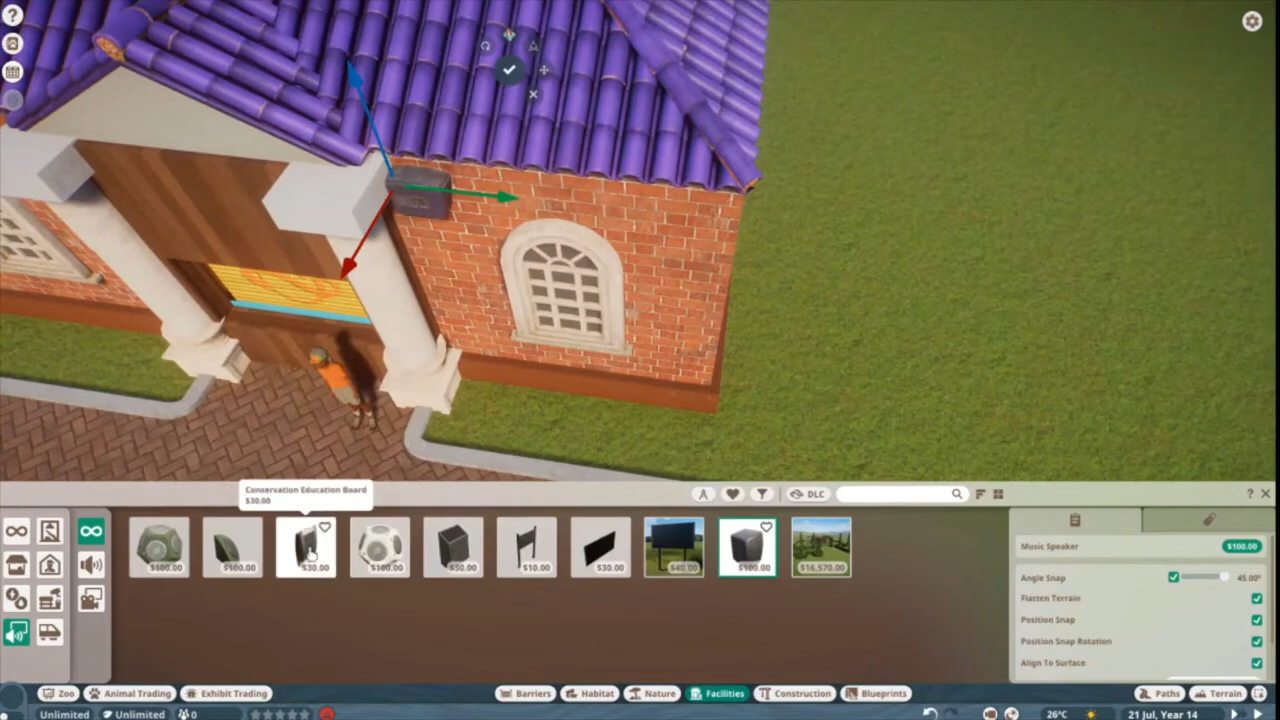 Conservation Education Board
$30.00
DLC
?
$100.00
$100.00
$30.00
$100.00
$10.00
$30.00
$40.00
$100.00
$16,570.00
Music Speaker
$100.00
Angle Snap
45.00°
Flatten Terrain
Position Snap
Position Snap Rotation
Align To Surface
Zoo
Animal Trading
Exhibit Trading
Barriers
Habitat
Nature
Facilities
Construction
Blueprints
Paths
Terrain
Unlimited
Unlimited
0
26°C
21 Jul, Year 14